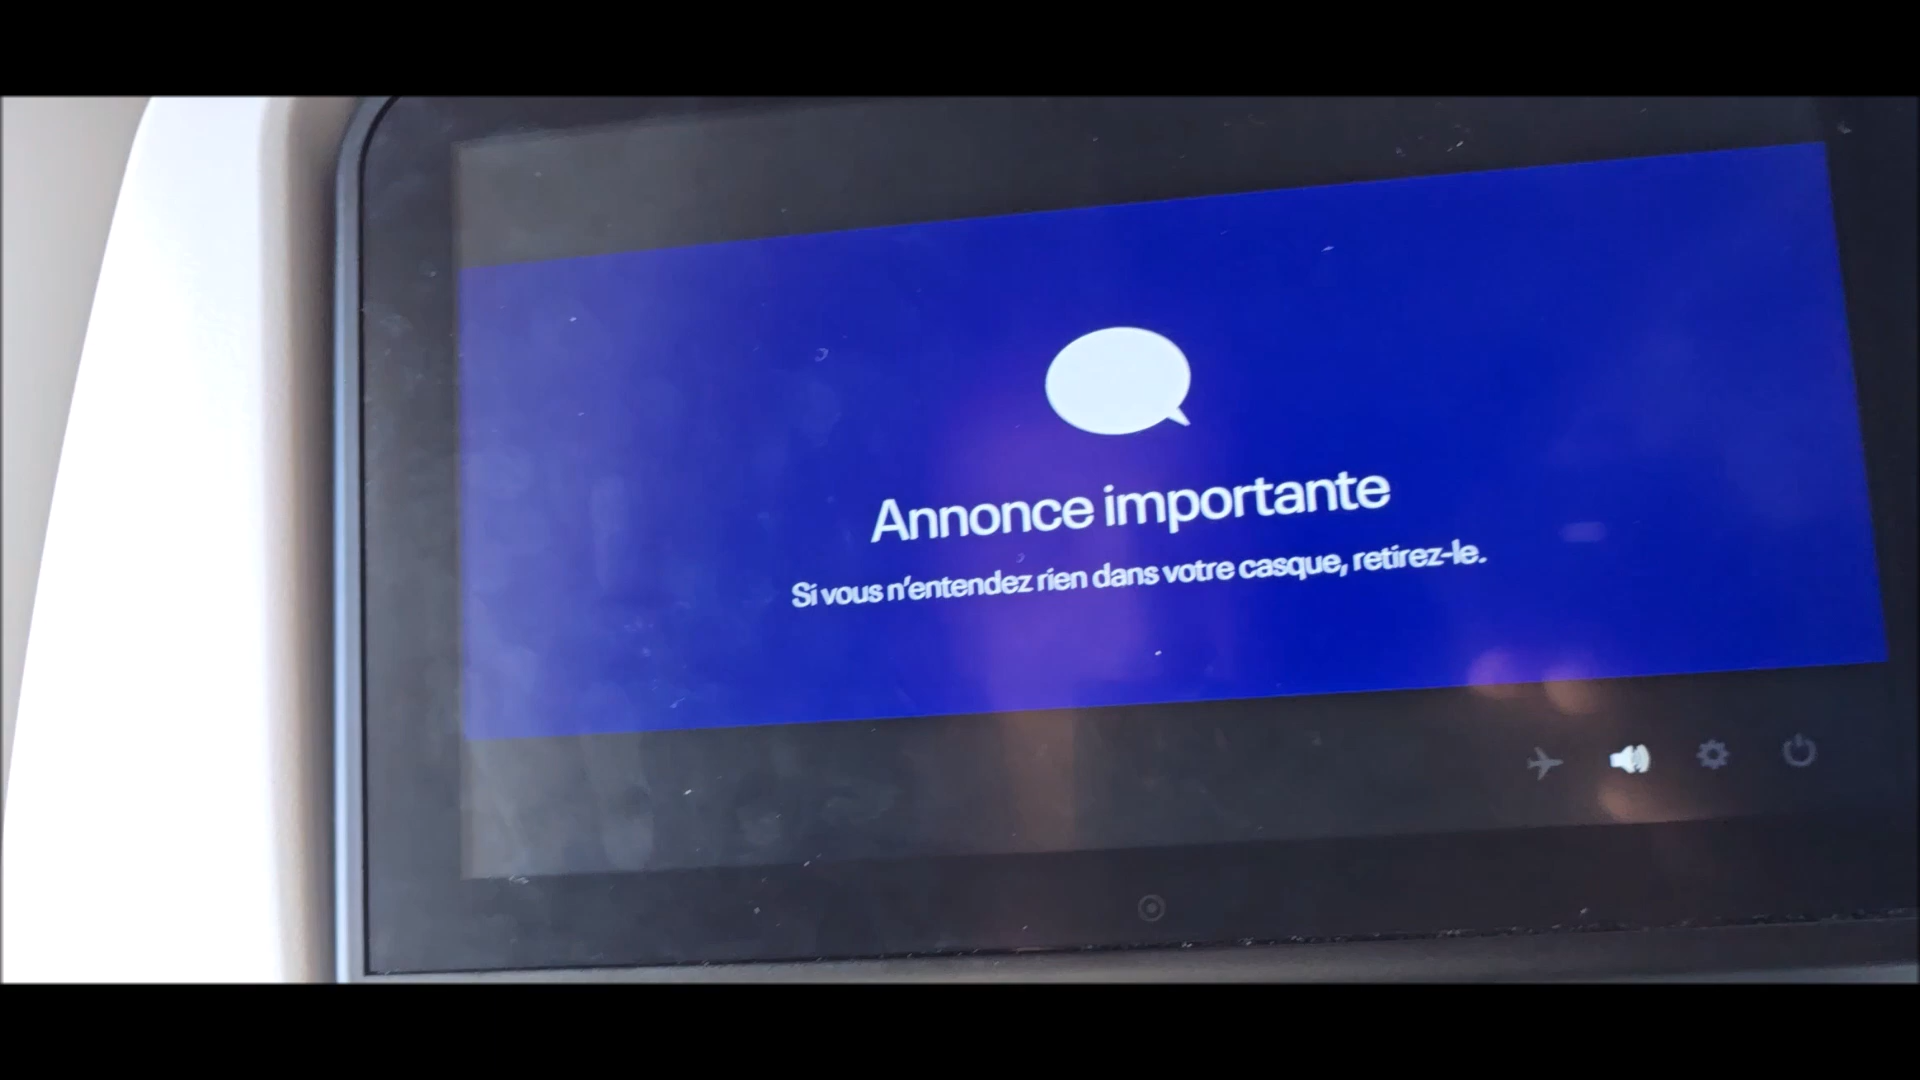 Annonce importante
Si vous n'entendez rien dans votre casque, retirez-le.